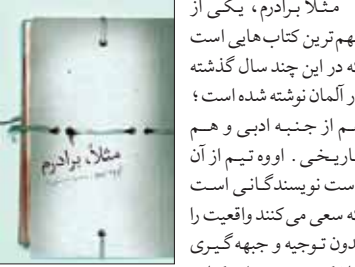 مثلاً برادرم، یکی از
مهم‌ترین کتاب‌هایی است
که در این چند سال گذشته
در آلمان نوشته شده است؛
هم از جنبه ادبی و هم
تاریخی. اووه تیم از آن
دست نویسندگانی است
که سعی می‌کنند واقعیت را
بدون توجیه و جبهه‌گیری
مثلاً، برادرم